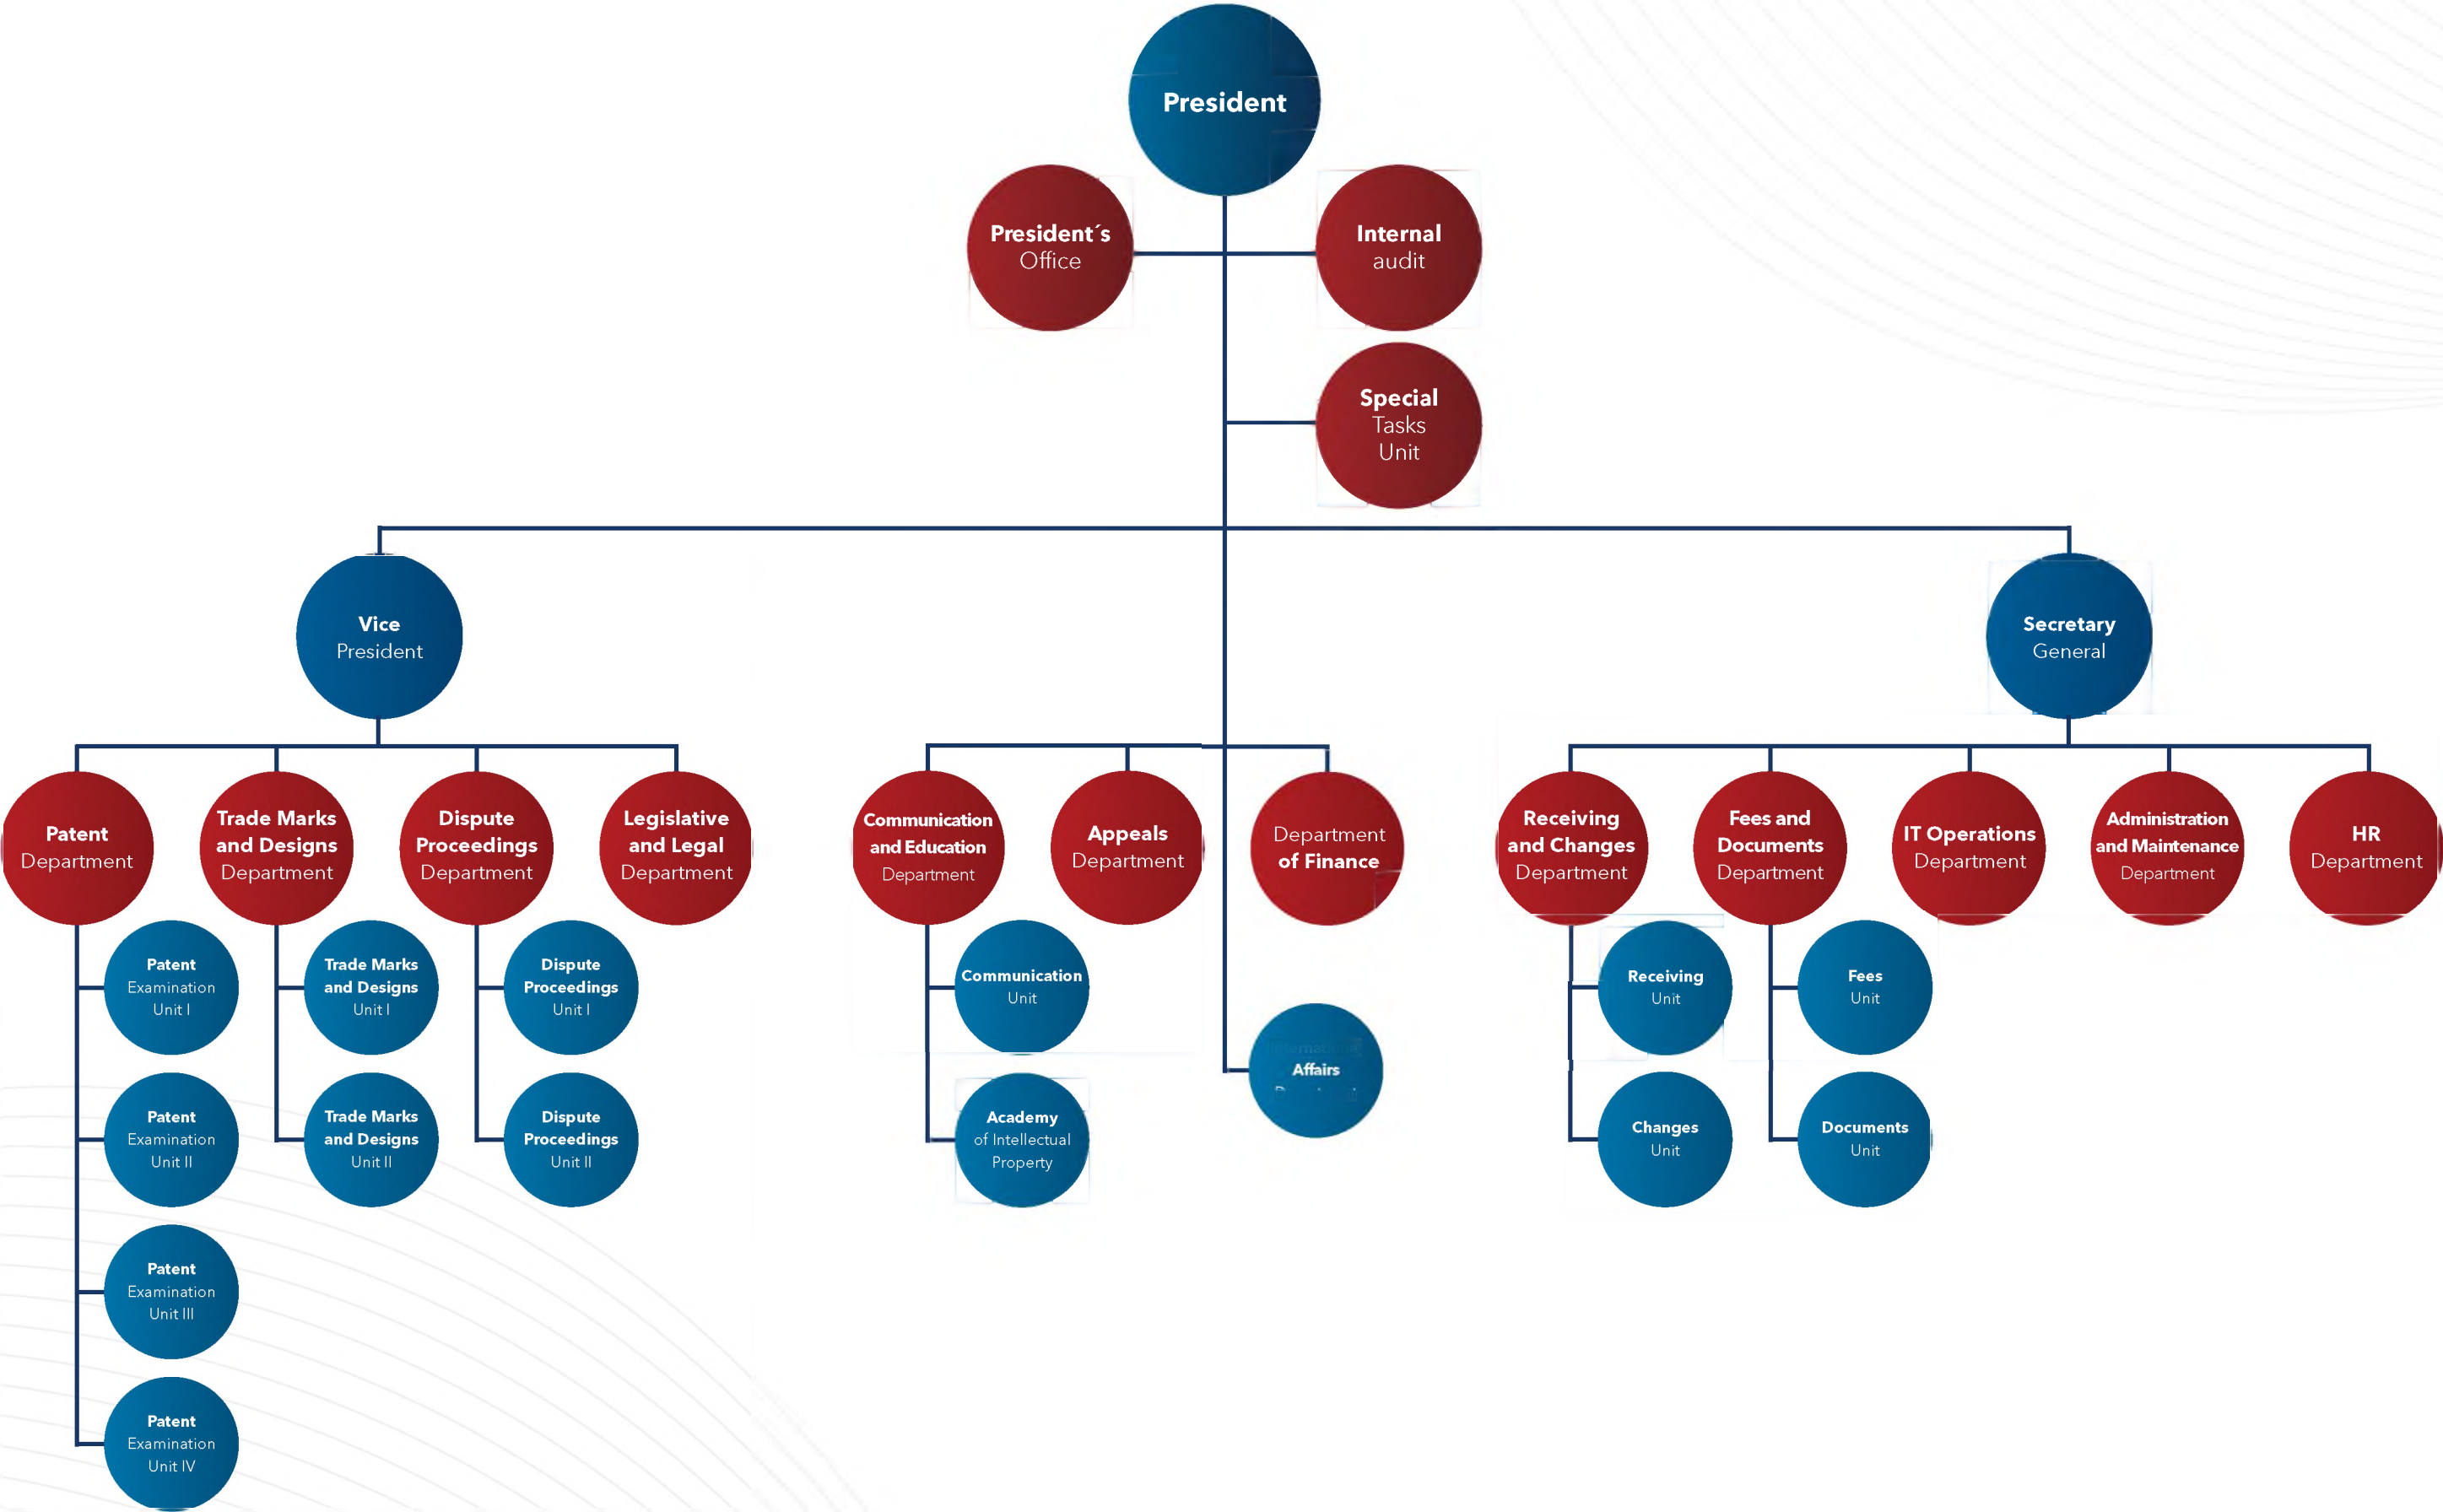 President
President´s
Office
Internal
audit
Special
Tasks
Unit
Vice
President
Secretary
General
Patent
Department
Trade Marks
and Designs
Department
Dispute
Proceedings
Department
Legislative
and Legal
Department
Communication
and Education
Department
Appeals
Department
Department
of Finance
Receiving
and Changes
Department
Fees and
Documents
Department
IT Operations
Department
Administration
and Maintenance
Department
HR
Department
Patent
Examination
Unit I
Trade Marks
and Designs
Unit I
Dispute
Proceedings
Unit I
Communication
Unit
Affairs
Receiving
Unit
Fees
Unit
Patent
Examination
Unit II
Trade Marks
and Designs
Unit II
Dispute
Proceedings
Unit II
Academy
of Intellectual
Property
Changes
Unit
Documents
Unit
Patent
Examination
Unit III
Patent
Examination
Unit IV